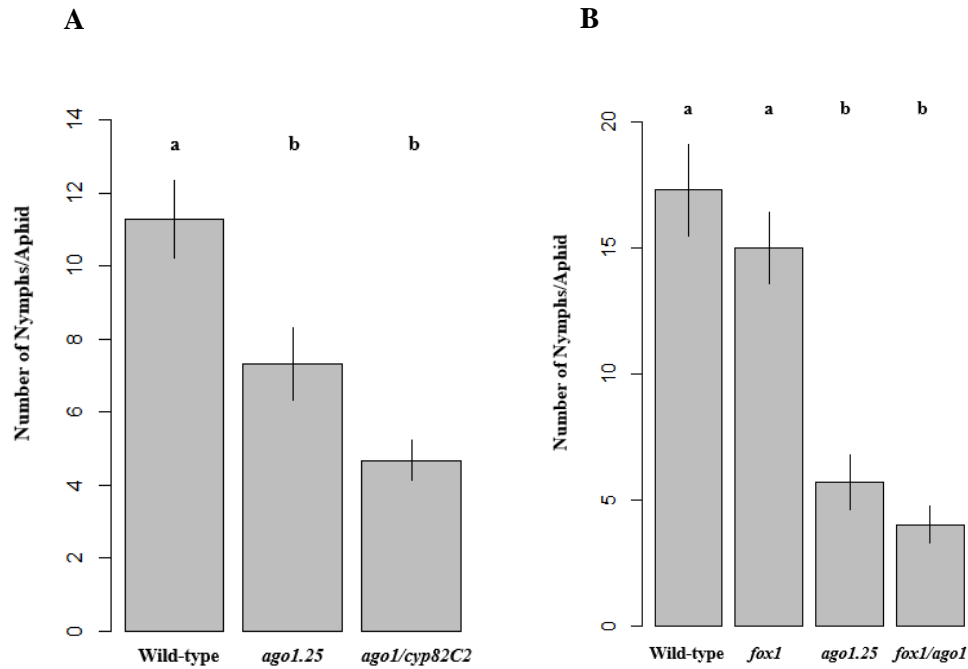 A
Number of Nymphs/Aphid
14
12
10
8
6
4
2
0
a b b
Wild-type ago1.25 ago1/cyp82C2
B
Number of Nymphs/Aphid
20
15
10
5
0
a a b b
Wild-type fox1 ago1.25 fox1/ago1